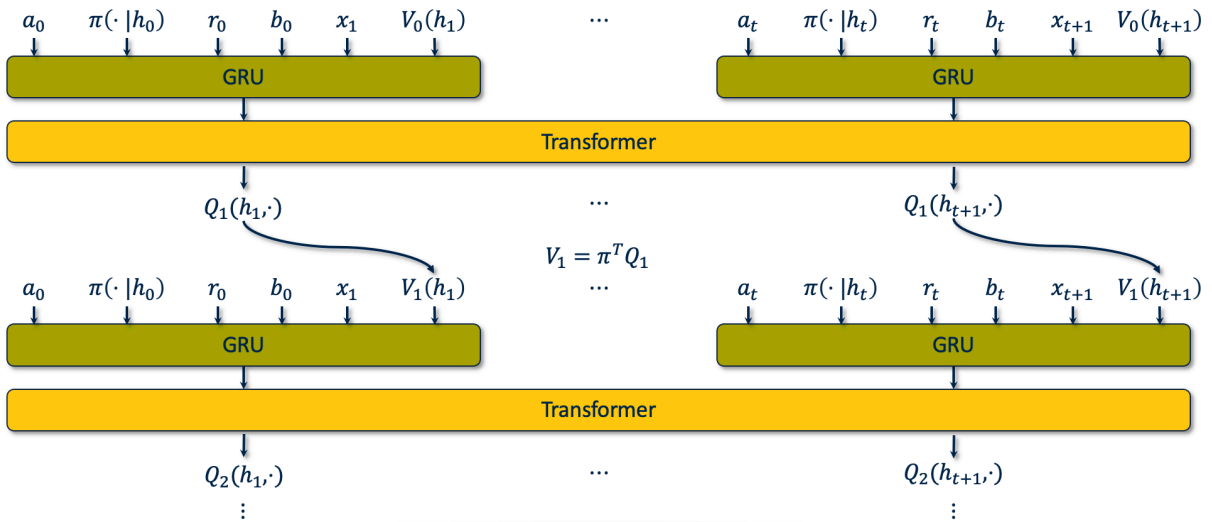 a₀ π(· |h₀) r₀ b₀ x₁ V₀(h₁) ⋯ aₜ π(· |hₜ) rₜ bₜ xₜ₊₁ V₀(hₜ₊₁)
GRU GRU
Transformer
Q₁(h₁,·) ⋯ Q₁(hₜ₊₁,·)
V₁ = πᵀQ₁
a₀ π(· |h₀) r₀ b₀ x₁ V₁(h₁) ⋯ aₜ π(· |hₜ) rₜ bₜ xₜ₊₁ V₁(hₜ₊₁)
GRU GRU
Transformer
Q₂(h₁,·) ⋯ Q₂(hₜ₊₁,·)
⋮ ⋮